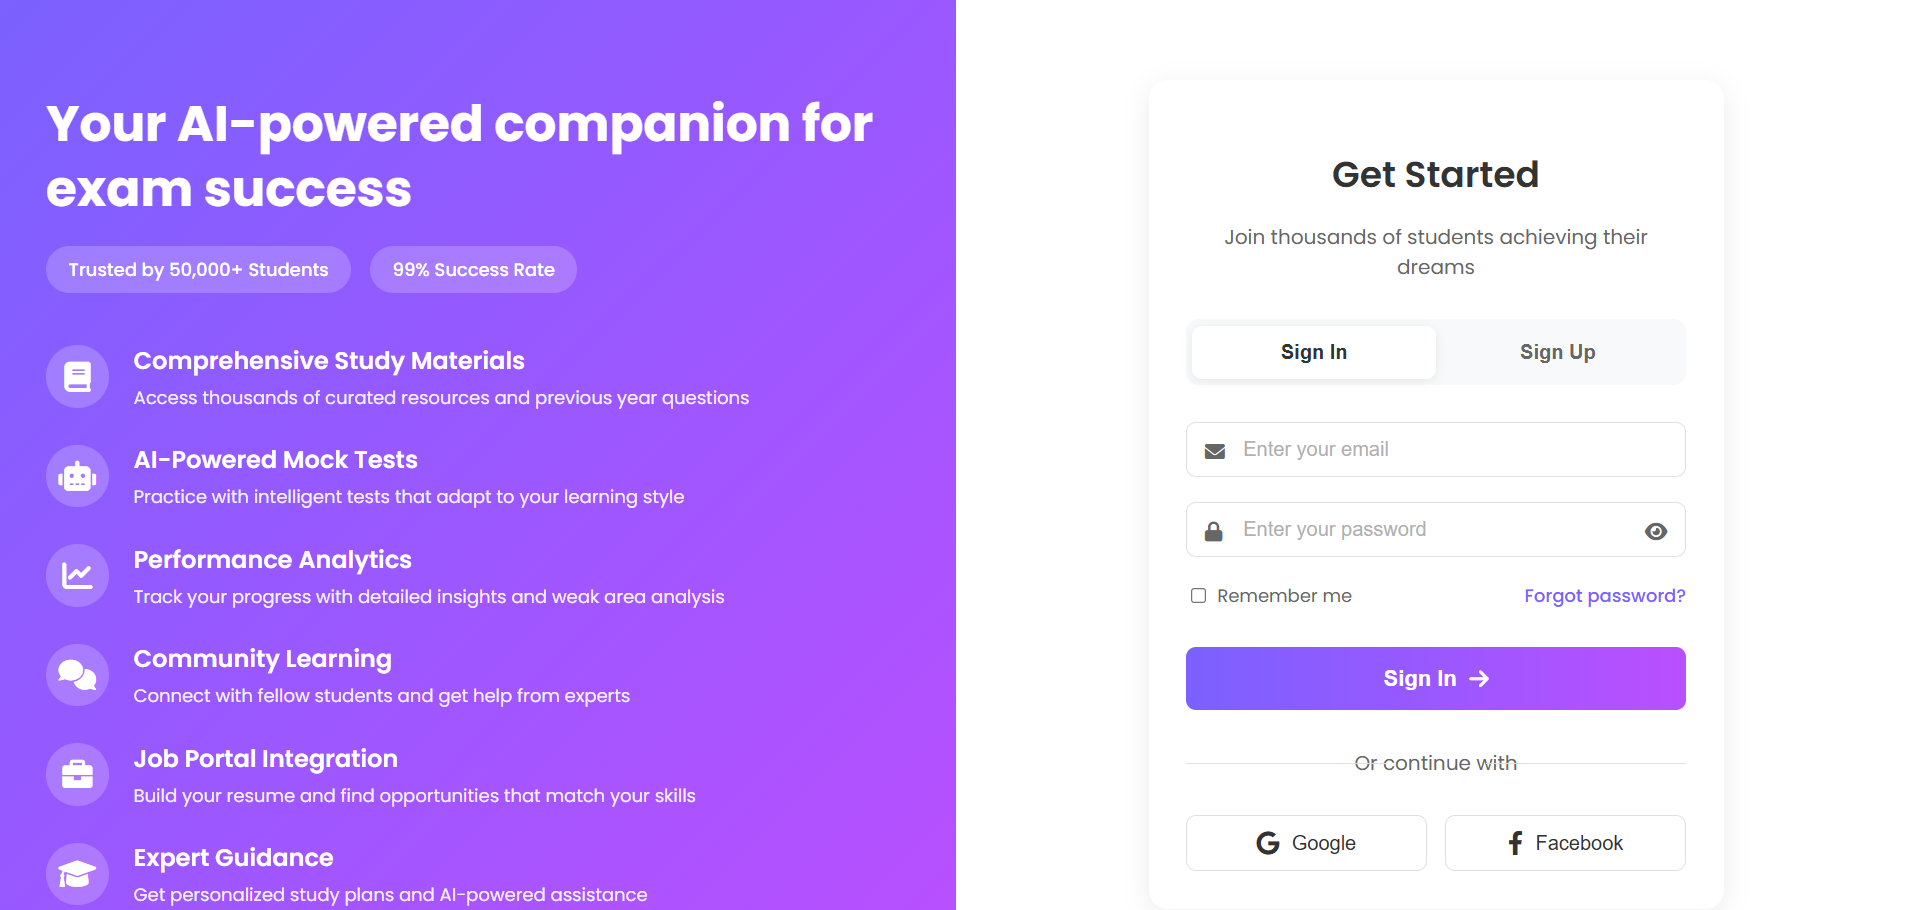 Your AI-powered companion for
exam success
Trusted by 50,000+ Students
99% Success Rate
Comprehensive Study Materials
Access thousands of curated resources and previous year questions
AI-Powered Mock Tests
Practice with intelligent tests that adapt to your learning style
Performance Analytics
Track your progress with detailed insights and weak area analysis
Community Learning
Connect with fellow students and get help from experts
Job Portal Integration
Build your resume and find opportunities that match your skills
Expert Guidance
Get personalized study plans and AI-powered assistance
Get Started
Join thousands of students achieving their
dreams
Sign In
Sign Up
Enter your email
Enter your password
Remember me
Forgot password?
Sign In
Or continue with
Google
Facebook